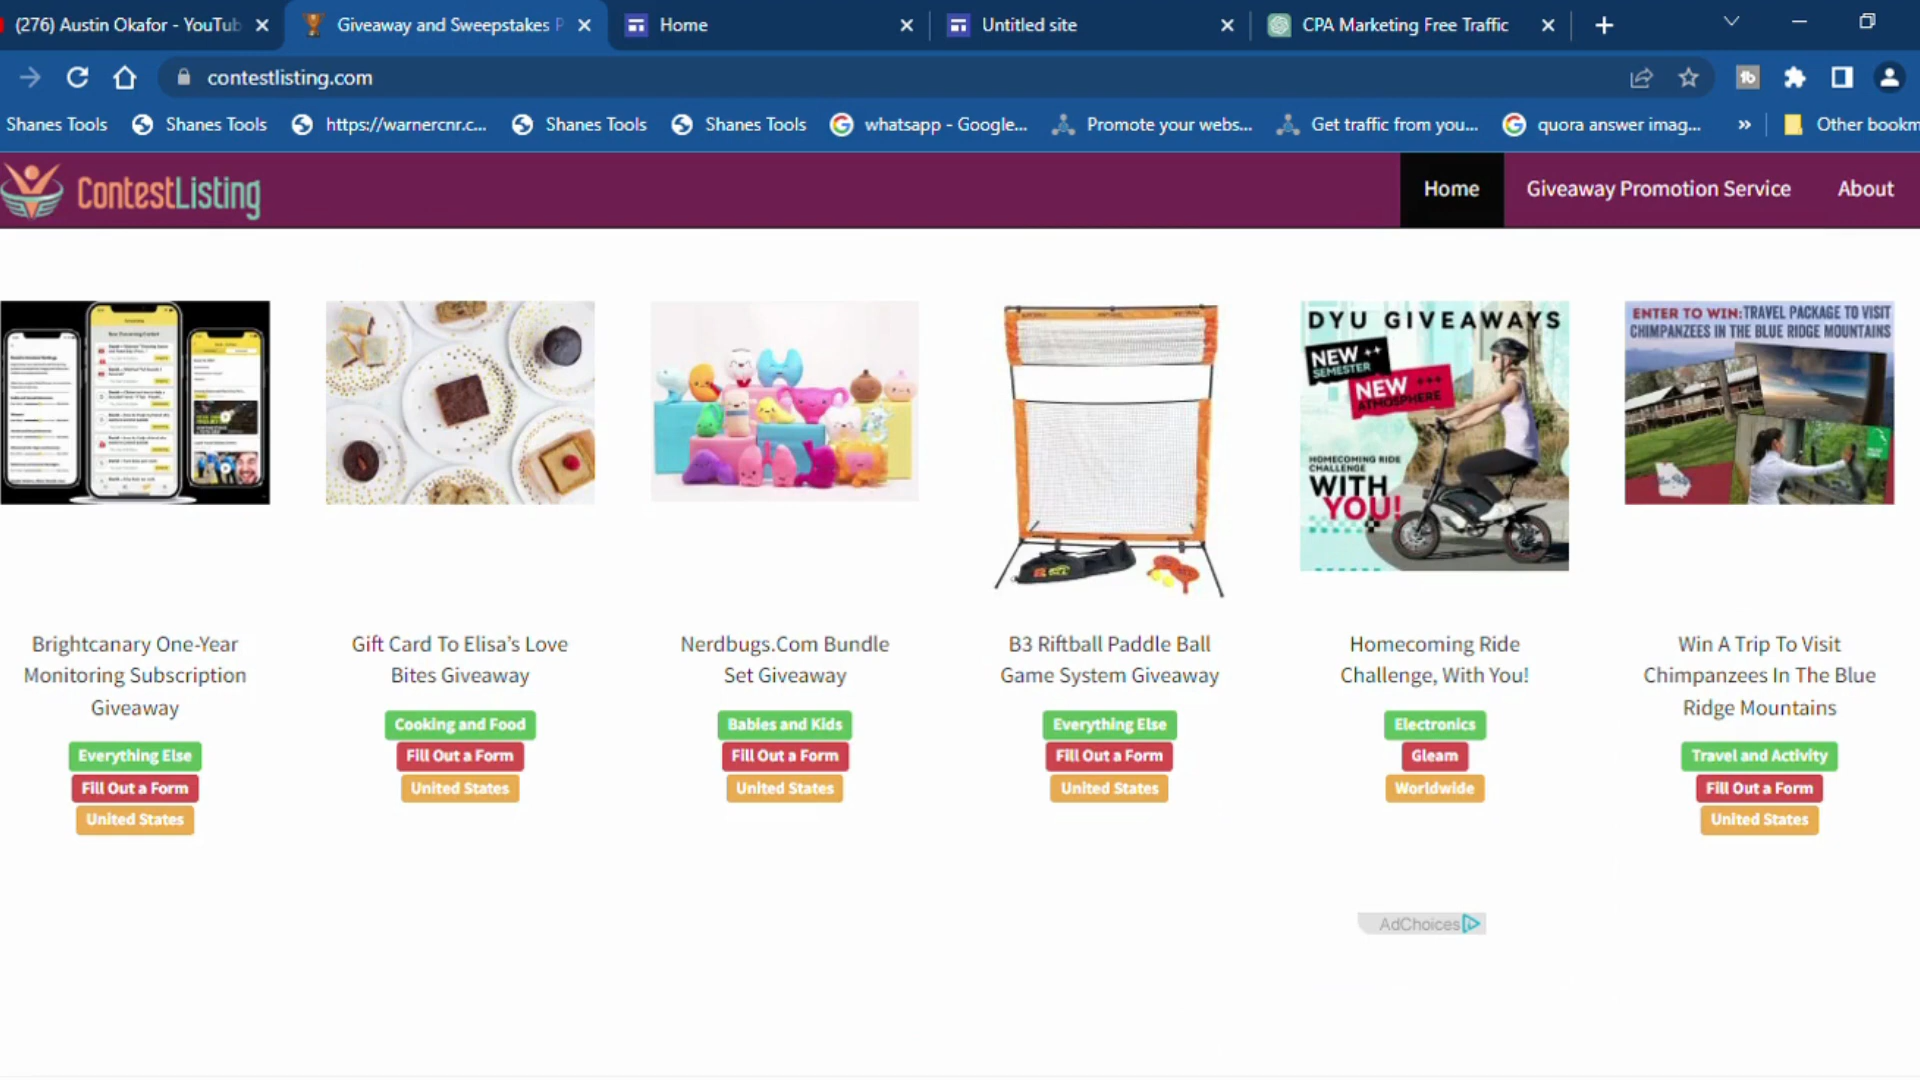 (276) Austin Okafor - YouTub
Giveaway and Sweepstakes P
Home
Untitled site
CPA Marketing Free Traffic
contestlisting.com
Shanes Tools
Shanes Tools
https://warnercnr.c...
Shanes Tools
Shanes Tools
whatsapp - Google...
Promote your webs...
Get traffic from you...
quora answer imag...
»
Other bookm
ContestListing
Home
Giveaway Promotion Service
About
DYU GIVEAWAYS
NEW ++
SEMESTER
NEW +++
ATMOSPHERE
HOMECOMING RIDE
CHALLENGE
WITH
YOU!
ENTER TO WIN: TRAVEL PACKAGE TO VISIT
CHIMPANZEES IN THE BLUE RIDGE MOUNTAINS
Brightcanary One-Year
Monitoring Subscription
Giveaway
Everything Else
Fill Out a Form
United States
Gift Card To Elisa's Love
Bites Giveaway
Cooking and Food
Fill Out a Form
United States
Nerdbugs.Com Bundle
Set Giveaway
Babies and Kids
Fill Out a Form
United States
B3 Riftball Paddle Ball
Game System Giveaway
Everything Else
Fill Out a Form
United States
Homecoming Ride
Challenge, With You!
Electronics
Gleam
Worldwide
Win A Trip To Visit
Chimpanzees In The Blue
Ridge Mountains
Travel and Activity
Fill Out a Form
United States
AdChoices